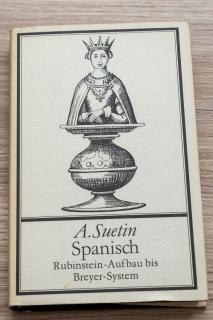 A. Suetin
Spanisch
Rubinstein-Aufbau bis
Breyer-System